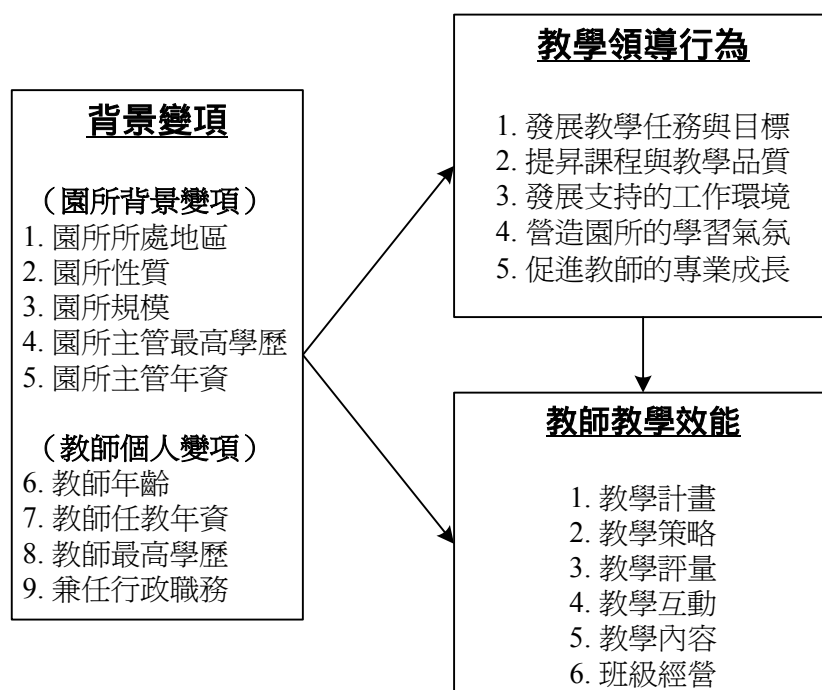 背景變項
（園所背景變項）
1. 園所所處地區
2. 園所性質
3. 園所規模
4. 園所主管最高學歷
5. 園所主管年資
（教師個人變項）
6. 教師年齡
7. 教師任教年資
8. 教師最高學歷
9. 兼任行政職務
教學領導行為
1. 發展教學任務與目標
2. 提昇課程與教學品質
3. 發展支持的工作環境
4. 營造園所的學習氣氛
5. 促進教師的專業成長
教師教學效能
1. 教學計畫
2. 教學策略
3. 教學評量
4. 教學互動
5. 教學內容
6. 班級經營